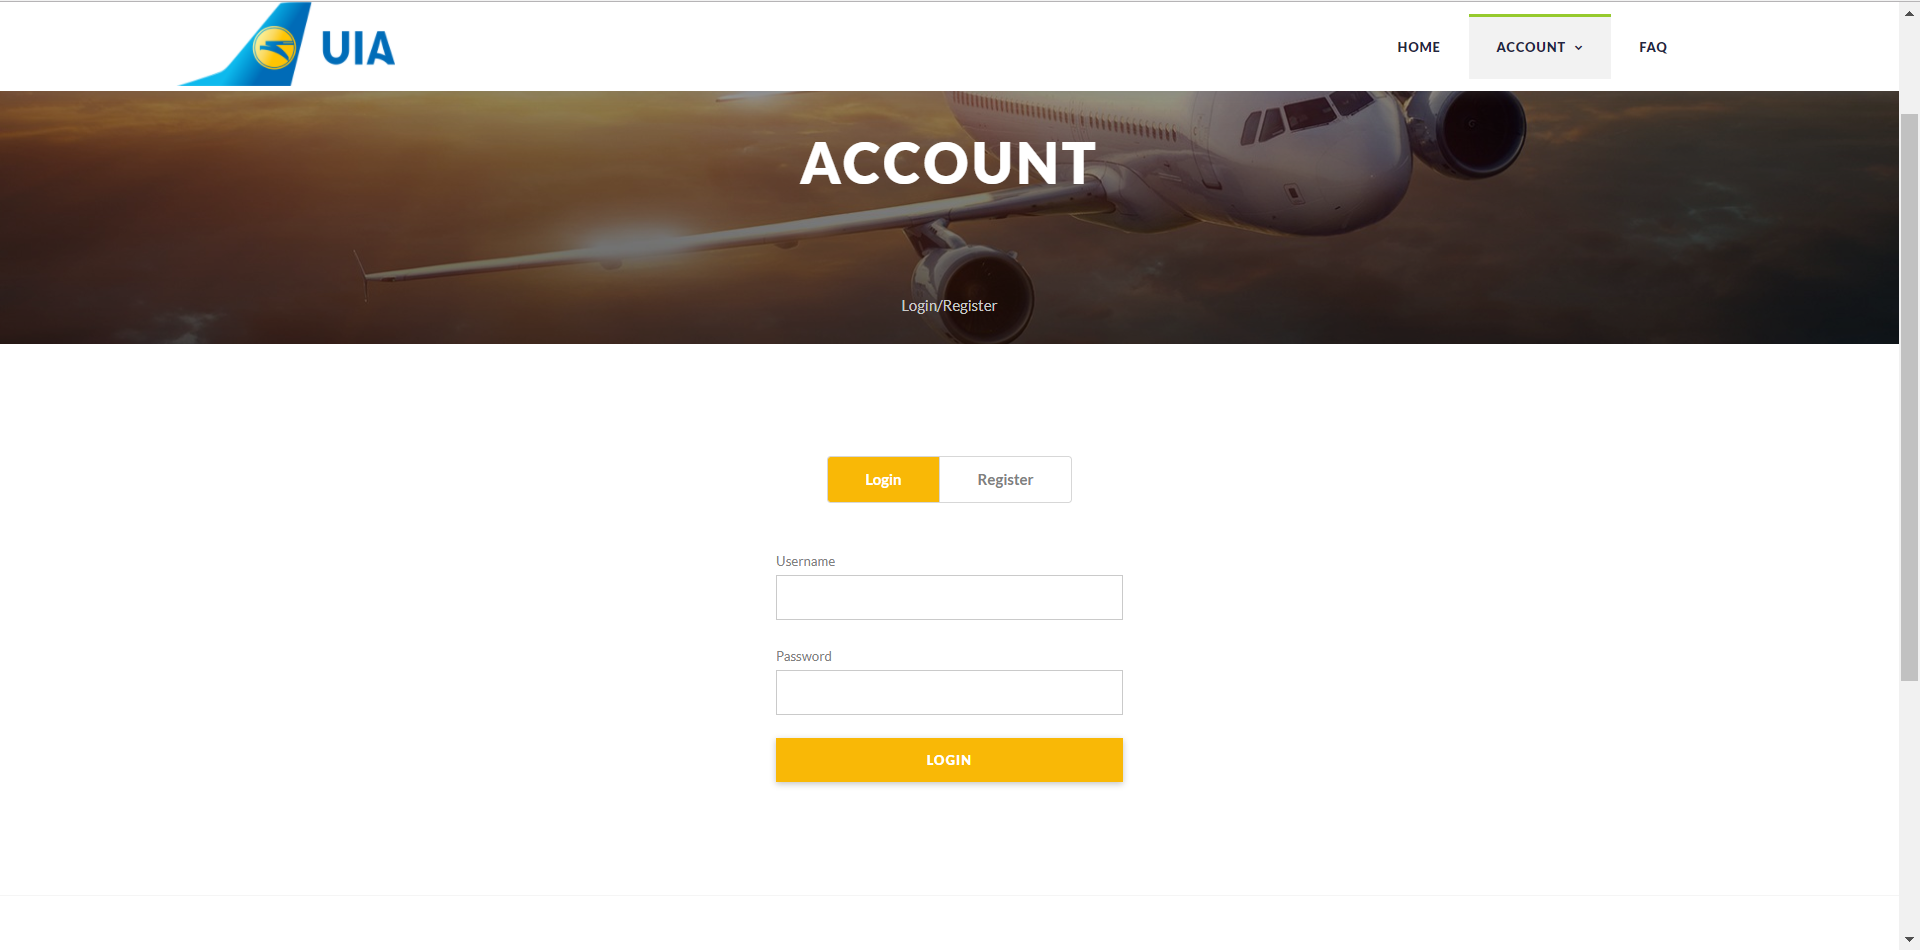 UIA
HOME
ACCOUNT
FAQ
ACCOUNT
Login/Register
Login
Register
Username
Password
LOGIN